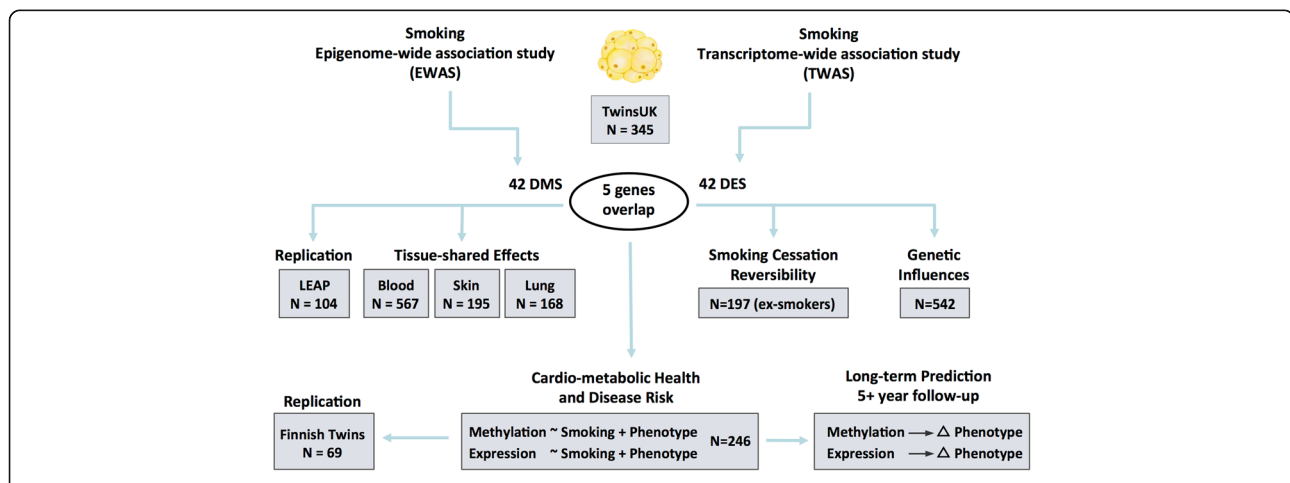 Smoking
Epigenome-wide association study
(EWAS)
Smoking
Transcriptome-wide association study
(TWAS)
TwinsUK
N = 345
42 DMS
5 genes
overlap
42 DES
Replication
LEAP
N = 104
Tissue-shared Effects
Blood
N = 567
Skin
N = 195
Lung
N = 168
Smoking Cessation
Reversibility
N=197 (ex-smokers)
Genetic
Influences
N=542
Cardio-metabolic Health
and Disease Risk
Methylation ~ Smoking + Phenotype
Expression ~ Smoking + Phenotype
N=246
Replication
Finnish Twins
N = 69
Long-term Prediction
5+ year follow-up
Methylation → △ Phenotype
Expression → △ Phenotype